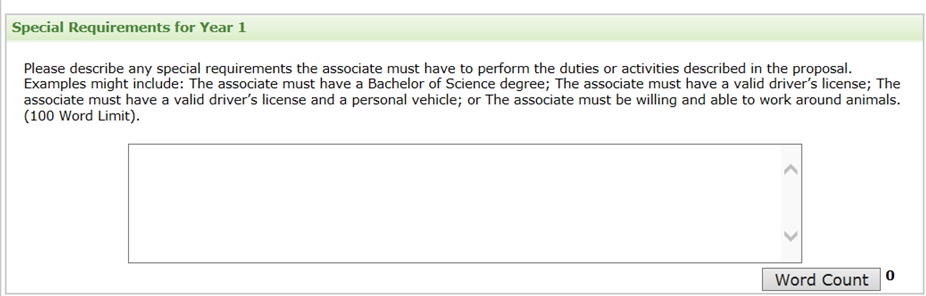 Special Requirements for Year 1
Please describe any special requirements the associate must have to perform the duties or activities described in the proposal.
Examples might include: The associate must have a Bachelor of Science degree; The associate must have a valid driver's license; The
associate must have a valid driver's license and a personal vehicle; or The associate must be willing and able to work around animals.
(100 Word Limit).
Word Count 0